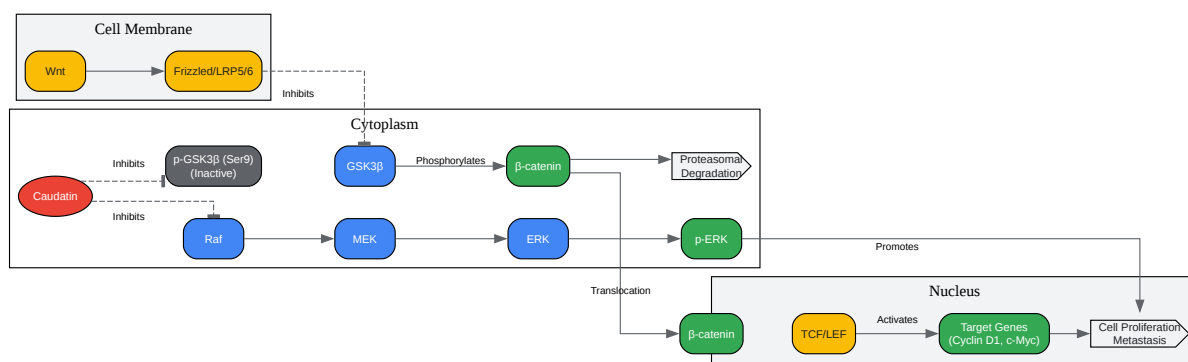 Cell Membrane
Wnt
Frizzled/LRP5/6
Inhibits
Cytoplasm
Inhibits
p-GSK3β (Ser9)
(Inactive)
GSK3β
Phosphorylates
β-catenin
Proteasomal
Degradation
Caudatin
Inhibits
Raf
MEK
ERK
p-ERK
Promotes
Translocation
Nucleus
β-catenin
TCF/LEF
Activates
Target Genes
(Cyclin D1, c-Myc)
Cell Proliferation
Metastasis